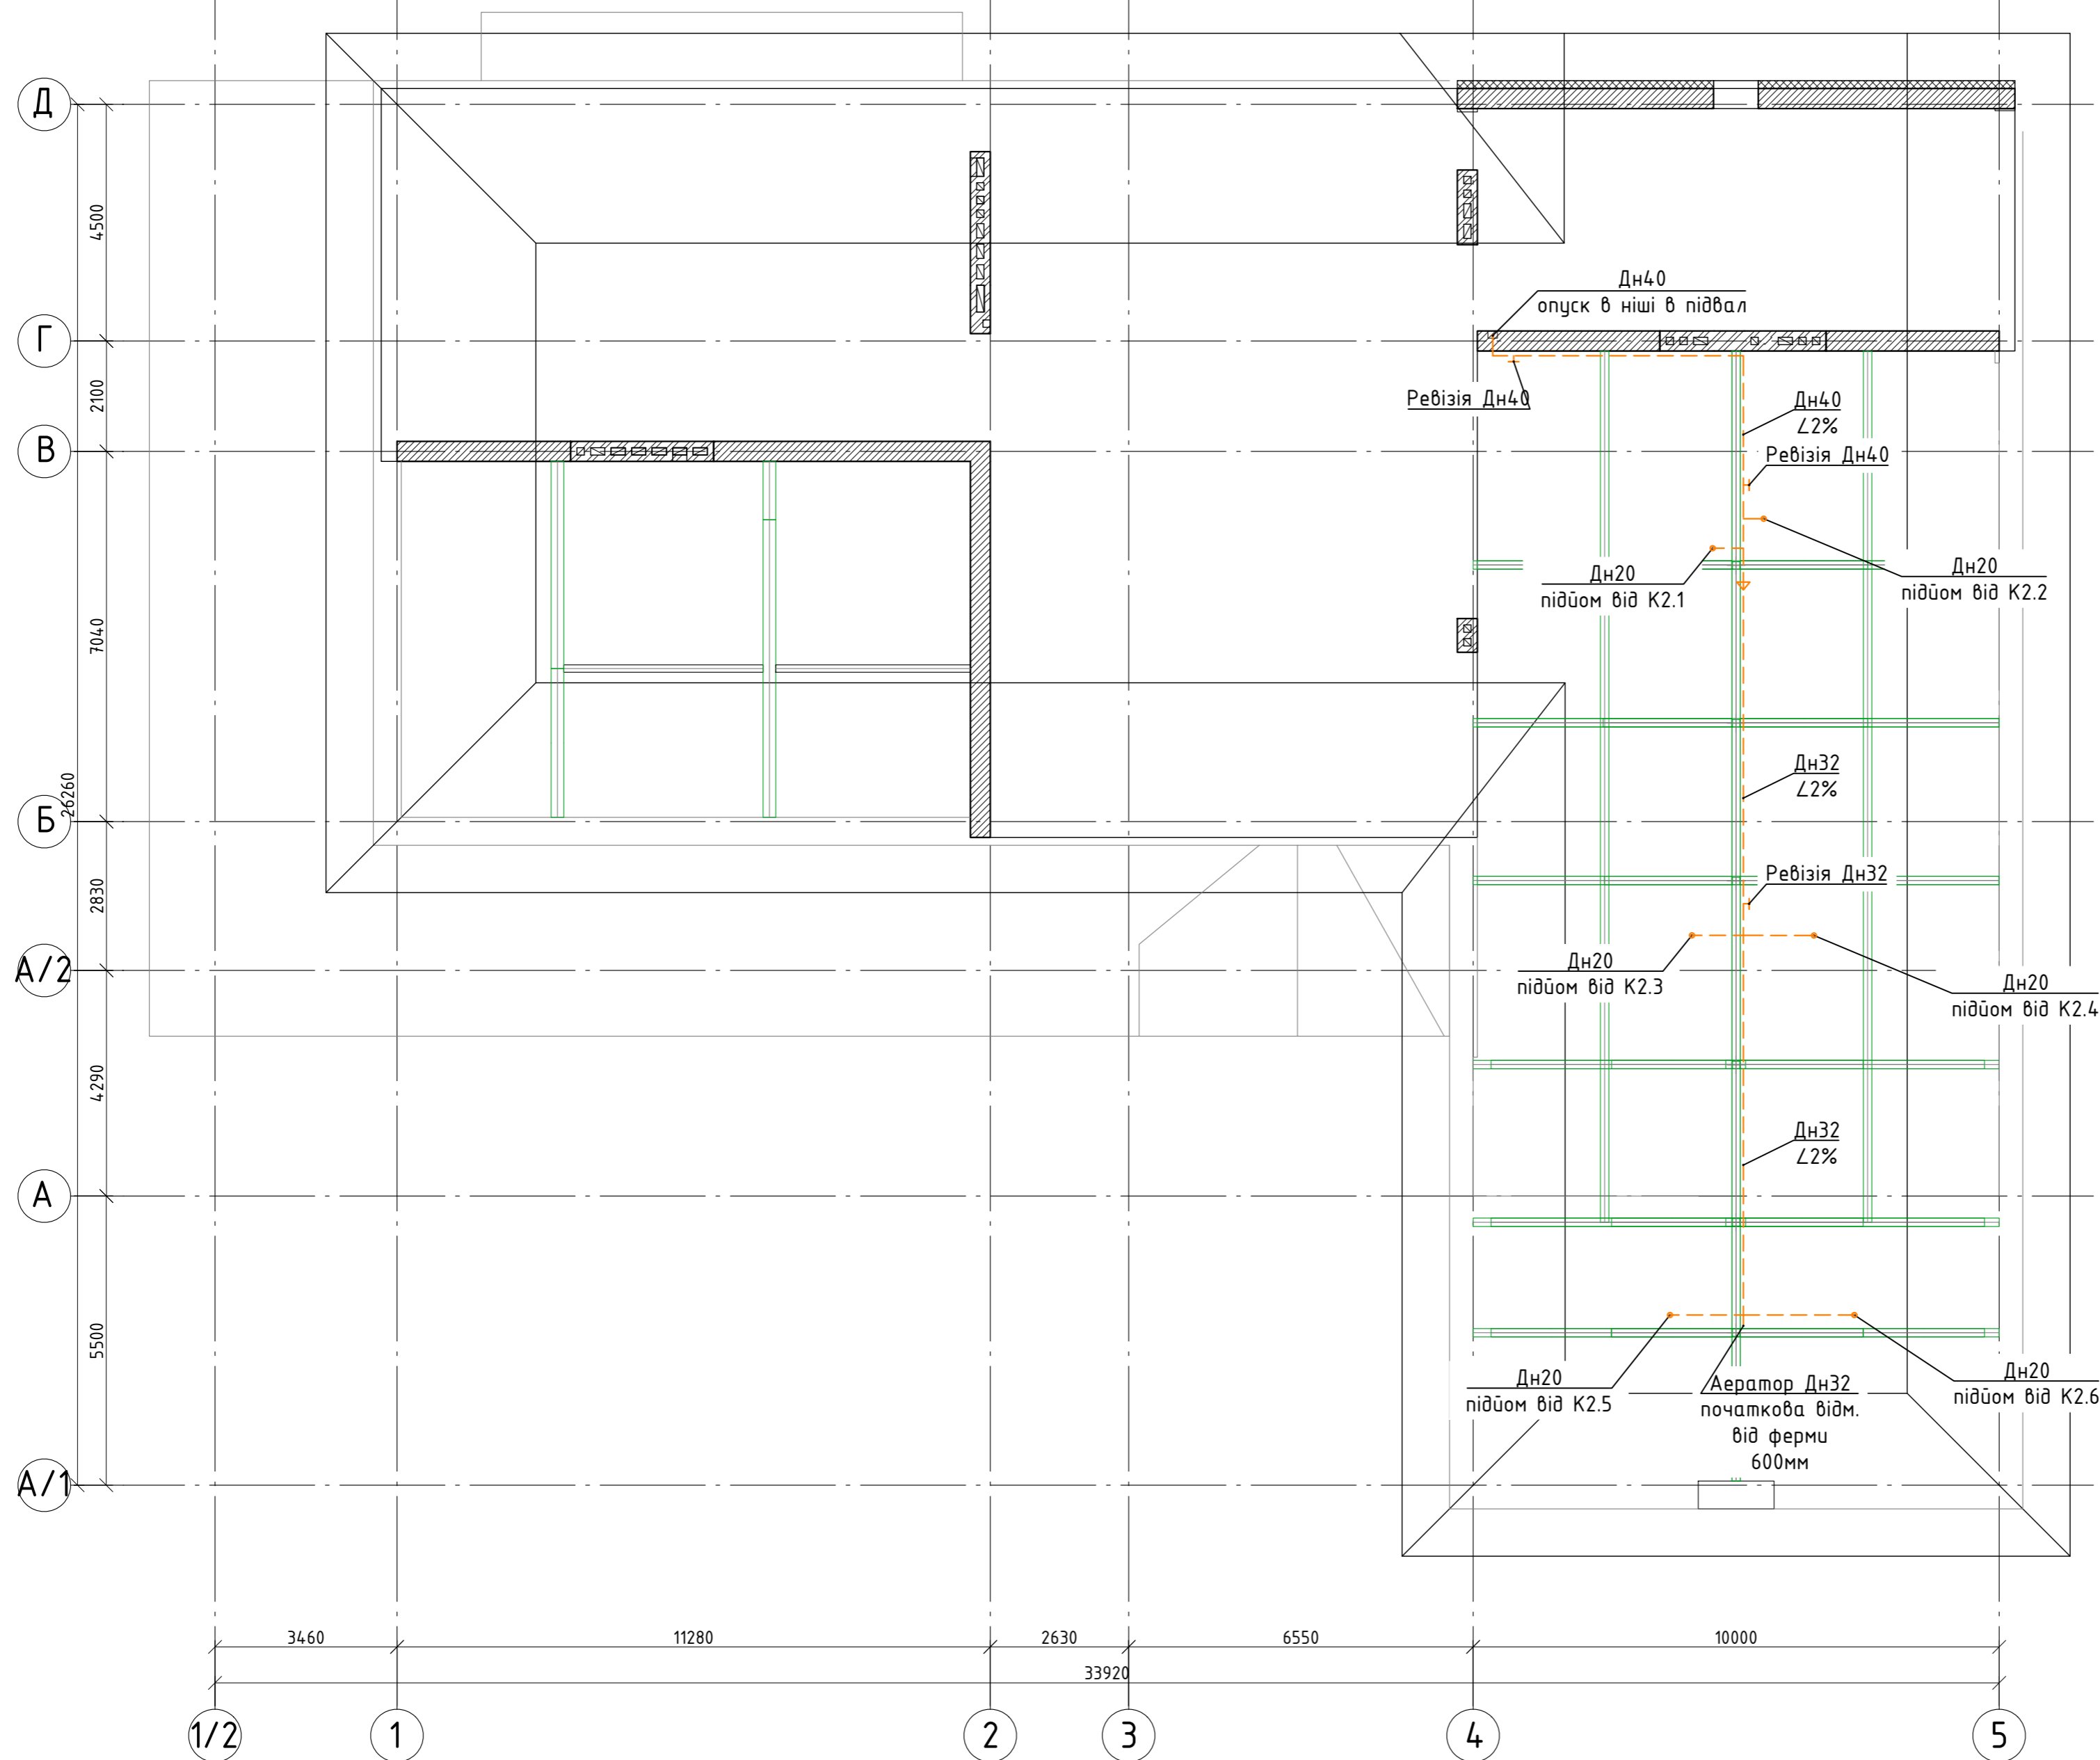 Д
4500
Дн40
опуск в ніші в підвал
Г
2100
Ревізія Дн40
Дн40
∠2%
В
Ревізія Дн40
Дн20
підйом від К2.1
Дн20
підйом від К2.2
7040
Дн32
∠2%
26260
Б
2830
Ревізія Дн32
А/2
Дн20
підйом від К2.3
Дн20
підйом від К2.4
4290
Дн32
∠2%
А
5500
Дн20
підйом від К2.5
Аератор Дн32
початкова відм.
від ферми
600мм
Дн20
підйом від К2.6
А/1
3460
11280
2630
6550
10000
33920
1/2
1
2
3
4
5